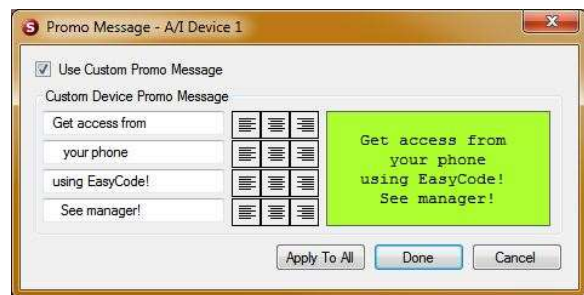 S Promo Message - A/I Device 1
X
Use Custom Promo Message
Custom Device Promo Message
Get access from
your phone
using EasyCode!
See manager!
Get access from
your phone
using EasyCode!
See manager!
Apply To All Done Cancel